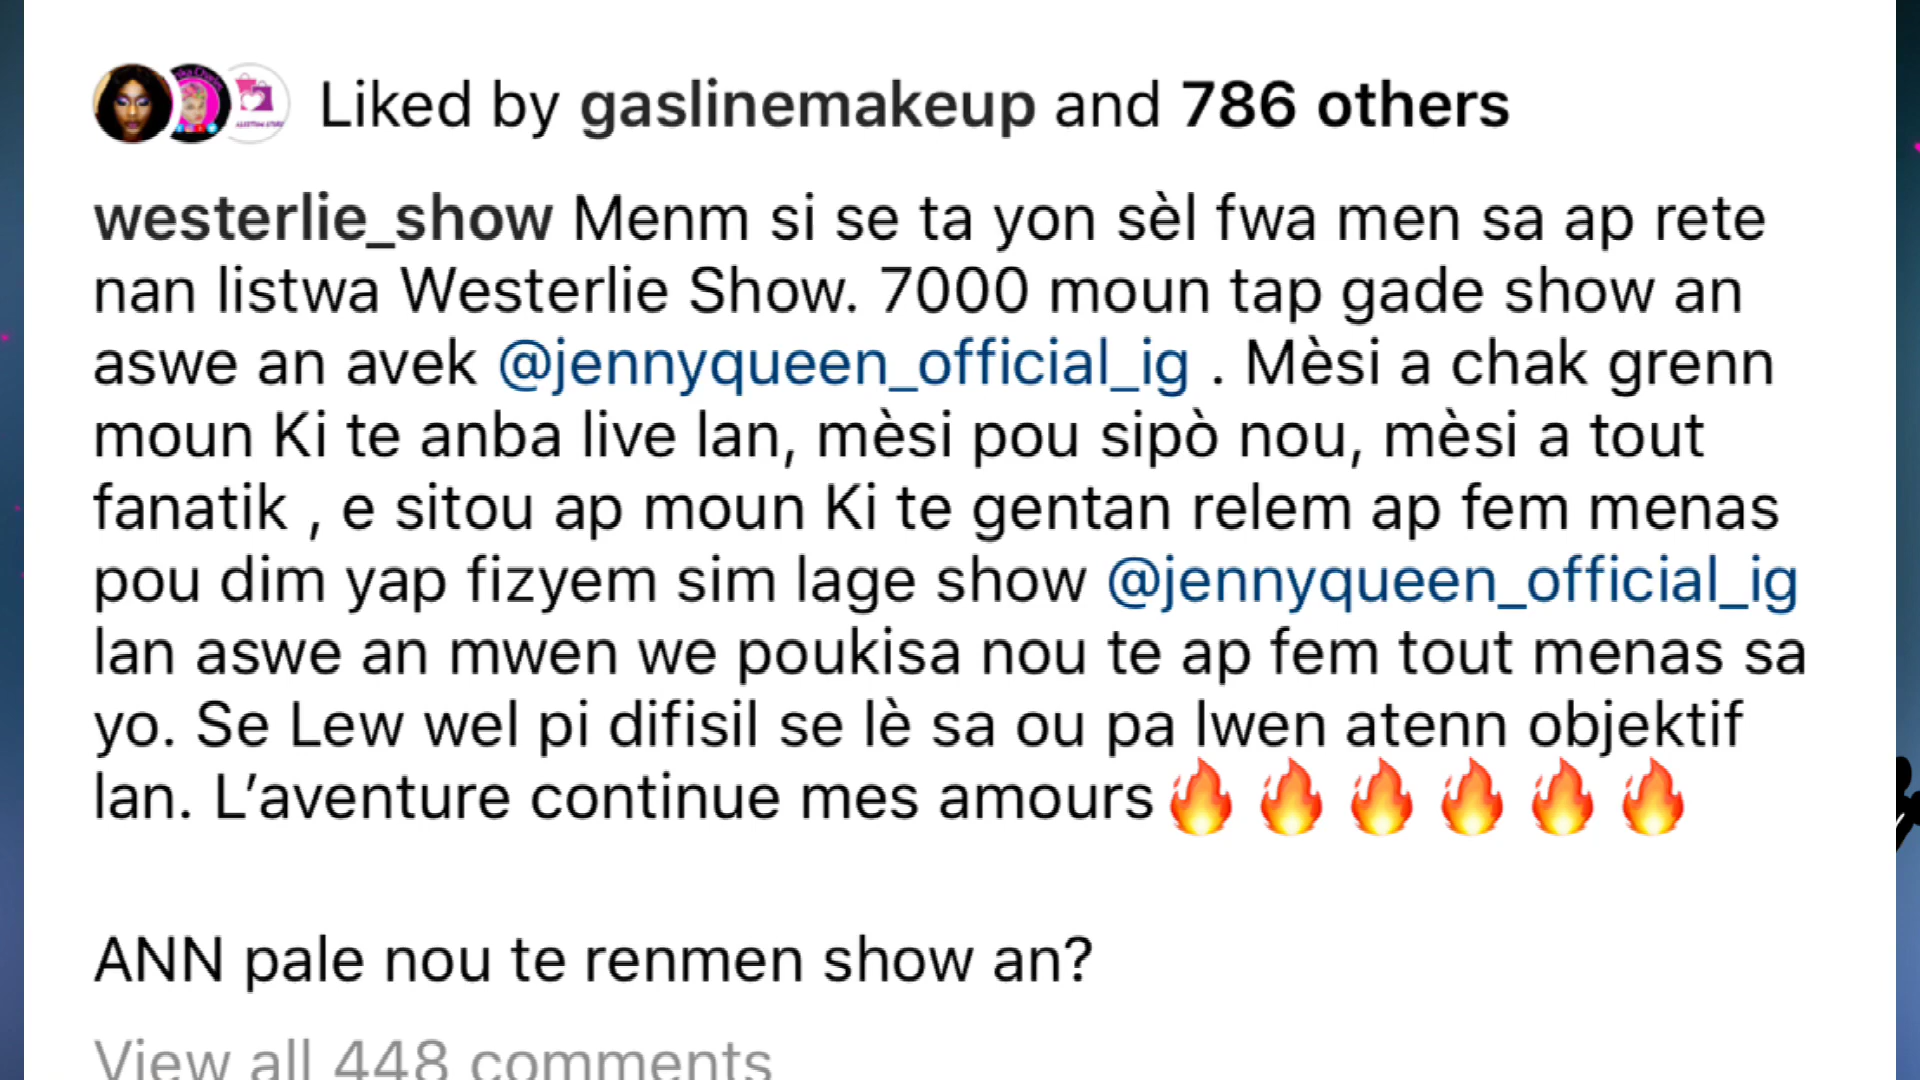 Liked by gaslinemakeup and 786 others
westerlie_show Menm si se ta yon sèl fwa men sa ap rete
nan listwa Westerlie Show. 7000 moun tap gade show an
aswe an avek @jennyqueen_official_ig . Mèsi a chak grenn
moun Ki te anba live lan, mèsi pou sipò nou, mèsi a tout
fanatik , e sitou ap moun Ki te gentan relem ap fem menas
pou dim yap fizyem sim lage show @jennyqueen_official_ig
lan aswe an mwen we poukisa nou te ap fem tout menas sa
yo. Se Lew wel pi difisil se lè sa ou pa lwen atenn objektif
lan. L’aventure continue mes amours🔥🔥🔥🔥🔥🔥
ANN pale nou te renmen show an?
View all 448 comments